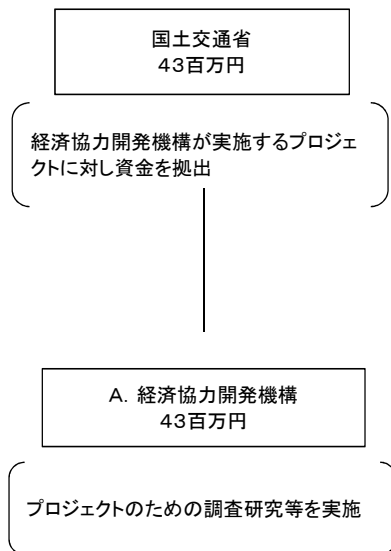 国土交通省
43百万円
経済協力開発機構が実施するプロジェ
クトに対し資金を拠出
A．経済協力開発機構
43百万円
プロジェクトのための調査研究等を実施